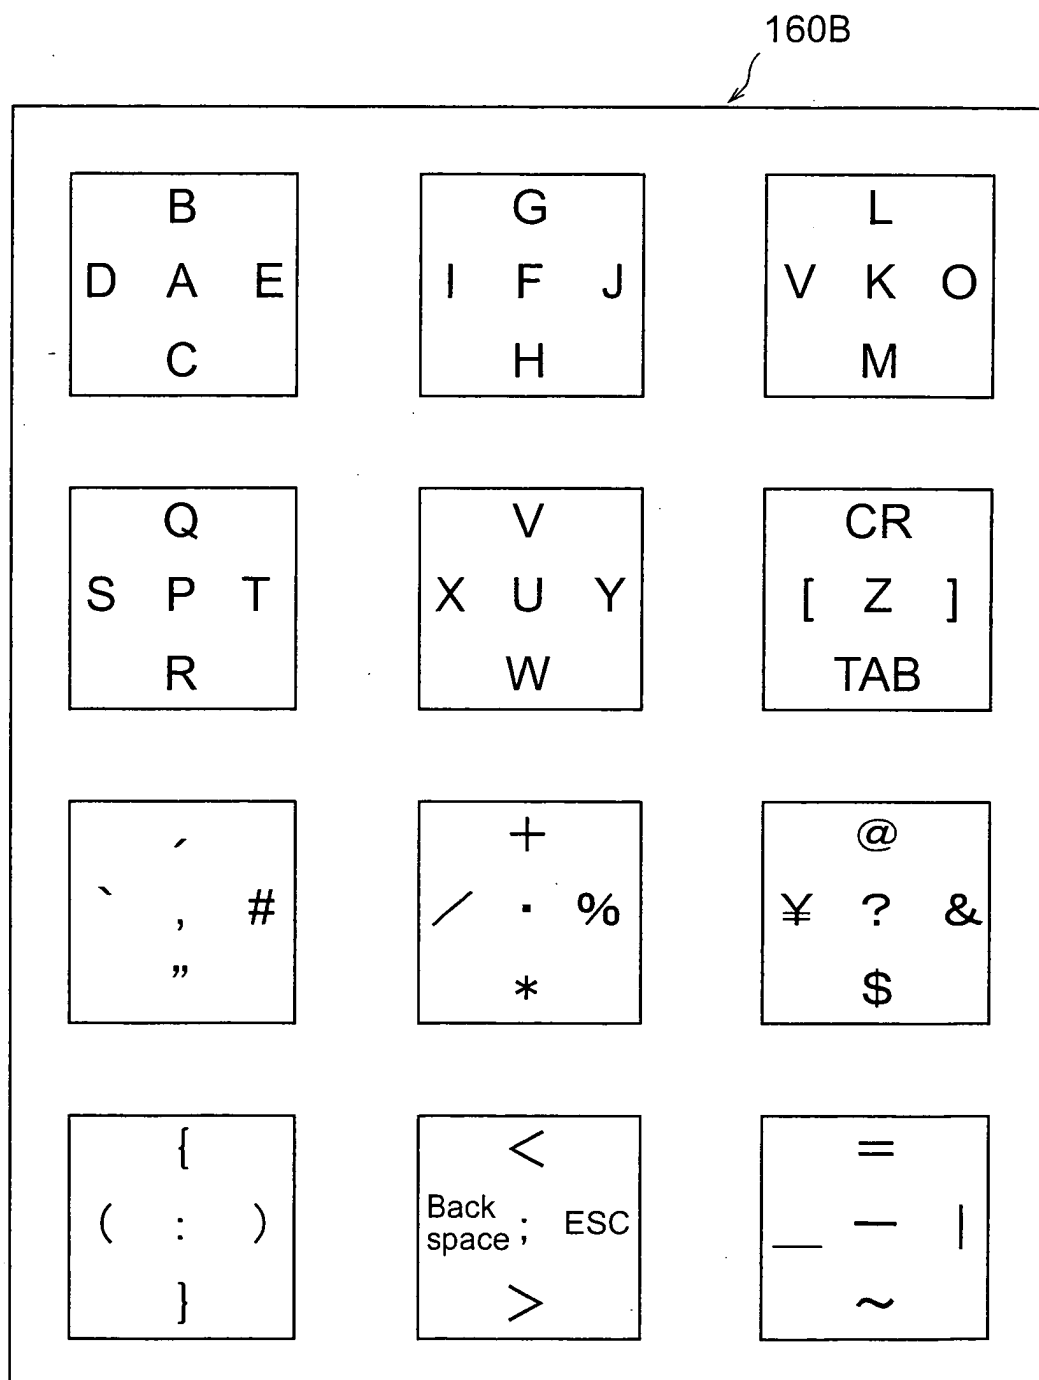 160B
B G L
D A E I F J V K O
C H M
Q V CR
S P T X U Y [ Z ]
R W TAB
´ + @
` , # ／ . % ¥ ? &
” * $
{ < =
( : ) Back space ; ESC _ — |
} > ~